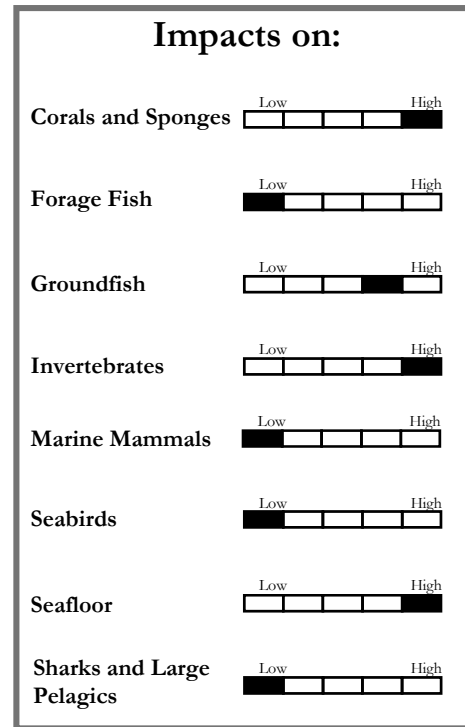 Impacts on:
Low High
Corals and Sponges
Low High
Forage Fish
Low High
Groundfish
Low High
Invertebrates
Low High
Marine Mammals
Low High
Seabirds
Low High
Seafloor
Low High
Sharks and Large
Pelagics